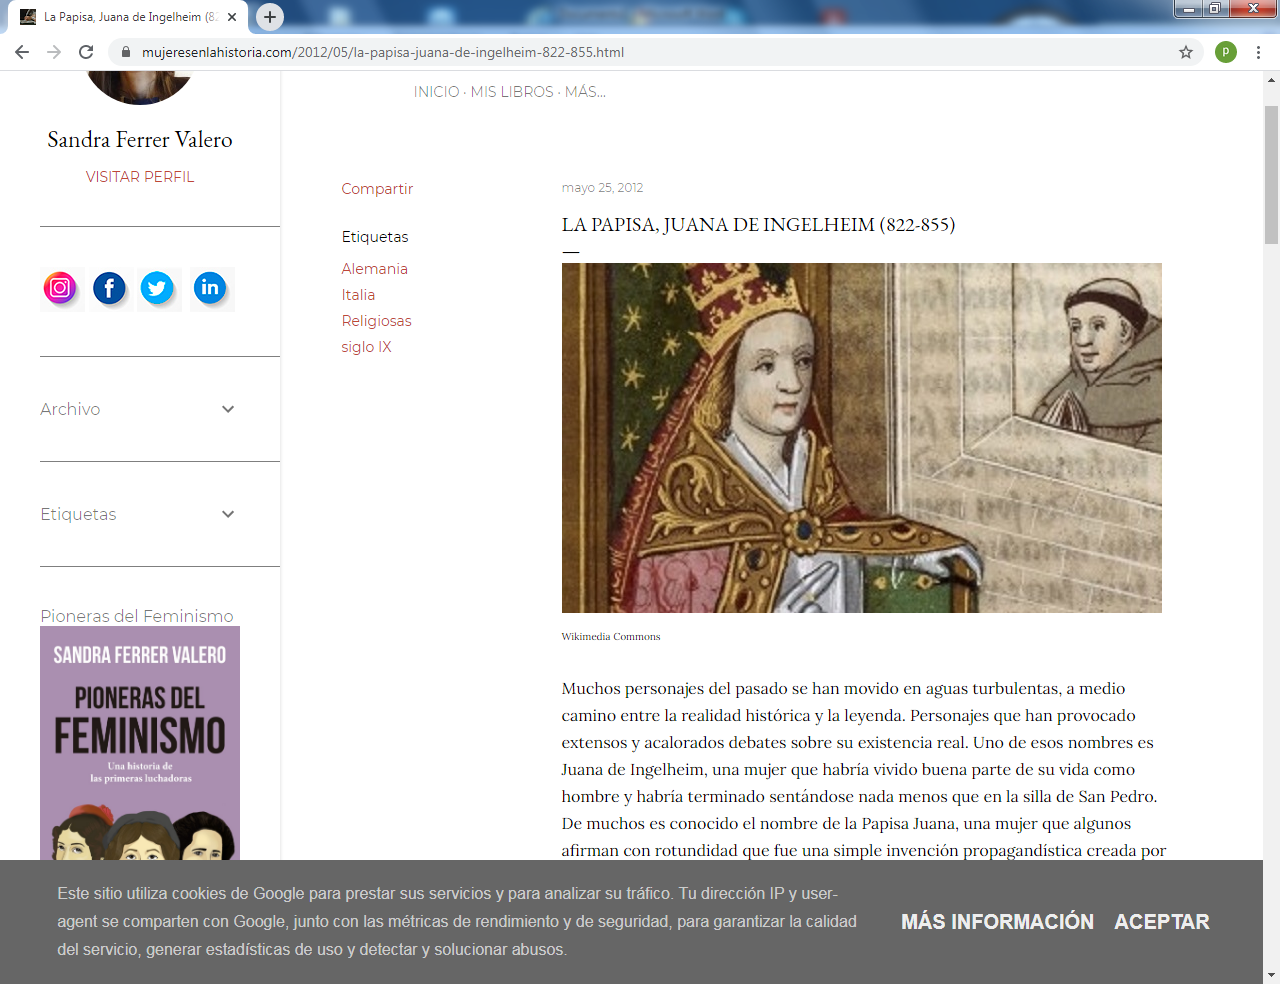 La Papisa, Juana de Ingelheim (82
mujeresenlahistoria.com/2012/05/la-papisa-juana-de-ingelheim-822-855.html
p
INICIO · MIS LIBROS · MÁS...
Sandra Ferrer Valero
VISITAR PERFIL
Archivo
Etiquetas
Pioneras del Feminismo
SANDRA FERRER VALERO
PIONERAS DEL
FEMINISMO
Una historia de
las primeras luchadoras
Compartir
Etiquetas
Alemania
Italia
Religiosas
siglo IX
mayo 25, 2012
LA PAPISA, JUANA DE INGELHEIM (822-855)
Wikimedia Commons
Muchos personajes del pasado se han movido en aguas turbulentas, a medio
camino entre la realidad histórica y la leyenda. Personajes que han provocado
extensos y acalorados debates sobre su existencia real. Uno de esos nombres es
Juana de Ingelheim, una mujer que habría vivido buena parte de su vida como
hombre y habría terminado sentándose nada menos que en la silla de San Pedro.
De muchos es conocido el nombre de la Papisa Juana, una mujer que algunos
afirman con rotundidad que fue una simple invención propagandística creada por
Este sitio utiliza cookies de Google para prestar sus servicios y para analizar su tráfico. Tu dirección IP y user-
agent se comparten con Google, junto con las métricas de rendimiento y de seguridad, para garantizar la calidad
del servicio, generar estadísticas de uso y detectar y solucionar abusos.
MÁS INFORMACIÓN ACEPTAR